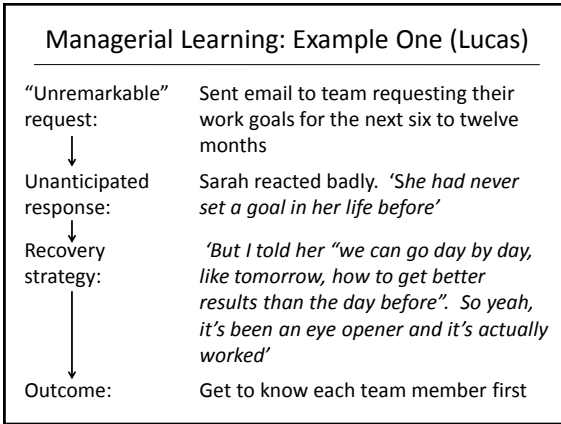 Managerial Learning: Example One (Lucas)
“Unremarkable” Sent email to team requesting their
request: work goals for the next six to twelve
months
Unanticipated Sarah reacted badly. ‘She had never
response: set a goal in her life before’
Recovery ‘But I told her “we can go day by day,
strategy: like tomorrow, how to get better
results than the day before”. So yeah,
it’s been an eye opener and it’s actually
worked’
Outcome: Get to know each team member first